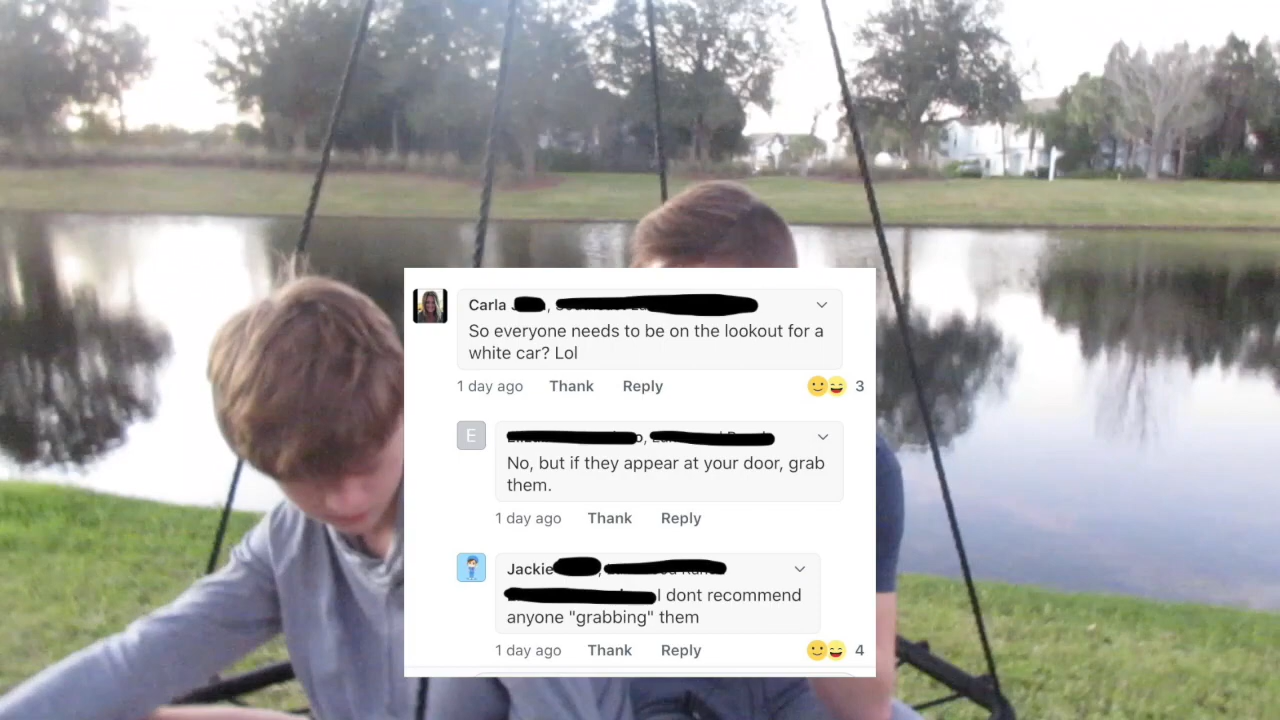 Carla
So everyone needs to be on the lookout for a
white car? Lol
1 day ago Thank Reply 3
E
No, but if they appear at your door, grab
them.
1 day ago Thank Reply
Jackie
I dont recommend
anyone "grabbing" them
1 day ago Thank Reply 4